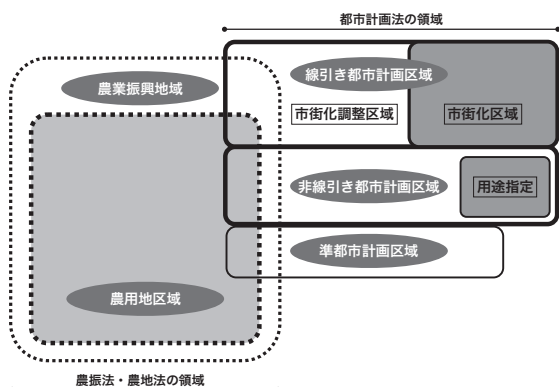 都市計画法の領域
農業振興地域
線引き都市計画区域
市街化調整区域
市街化区域
非線引き都市計画区域
用途指定
準都市計画区域
農用地区域
農振法・農地法の領域